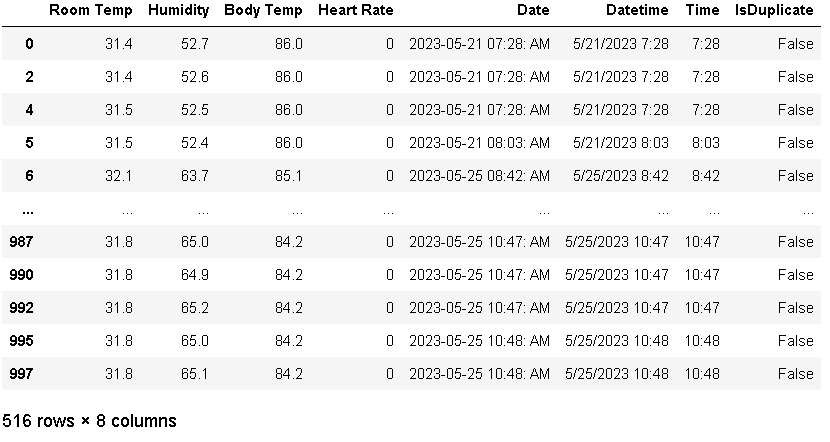 Room Temp Humidity Body Temp Heart Rate Date Datetime Time IsDuplicate
0 31.4 52.7 86.0 0 2023-05-21 07:28: AM 5/21/2023 7:28 7:28 False
2 31.4 52.6 86.0 0 2023-05-21 07:28: AM 5/21/2023 7:28 7:28 False
4 31.5 52.5 86.0 0 2023-05-21 07:28: AM 5/21/2023 7:28 7:28 False
5 31.5 52.4 86.0 0 2023-05-21 08:03: AM 5/21/2023 8:03 8:03 False
6 32.1 63.7 85.1 0 2023-05-25 08:42: AM 5/25/2023 8:42 8:42 False
... ... ... ... ... ... ... ... ...
987 31.8 65.0 84.2 0 2023-05-25 10:47: AM 5/25/2023 10:47 10:47 False
990 31.8 64.9 84.2 0 2023-05-25 10:47: AM 5/25/2023 10:47 10:47 False
992 31.8 65.2 84.2 0 2023-05-25 10:47: AM 5/25/2023 10:47 10:47 False
995 31.8 65.0 84.2 0 2023-05-25 10:48: AM 5/25/2023 10:48 10:48 False
997 31.8 65.1 84.2 0 2023-05-25 10:48: AM 5/25/2023 10:48 10:48 False
516 rows × 8 columns